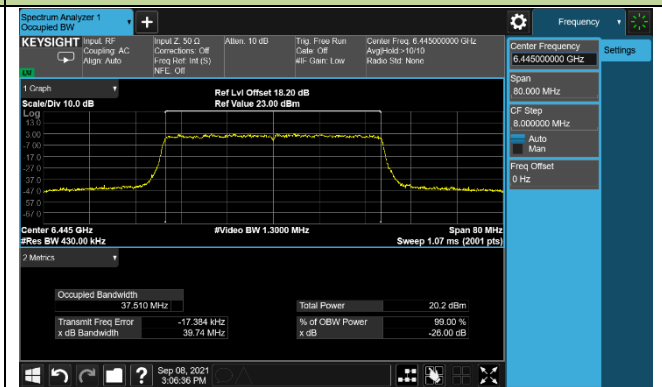 Spectrum Analyzer 1
Occupied BW
+
Frequency
KEYSIGHT
Input: RF
Coupling: AC
Align: Auto
Input Z: 50 Ω
Corrections: Off
Freq Ref: Int (S)
NFE: Off
Atten: 10 dB
Trig: Free Run
Gate: Off
#IF Gain: Low
Center Freq: 6.445000000 GHz
Avg|Hold:>10/10
Radio Std: None
LXI
Center Frequency
6.445000000 GHz
Settings
Span
80.000 MHz
CF Step
8.000000 MHz
Auto
Man
Freq Offset
0 Hz
1 Graph
Scale/Div 10.0 dB
Ref Lvl Offset 18.20 dB
Ref Value 23.00 dBm
Log
13.0
3.00
-7.00
-17.0
-27.0
-37.0
-47.0
-57.0
-67.0
Center 6.445 GHz
#Video BW 1.3000 MHz
Span 80 MHz
#Res BW 430.00 kHz
Sweep 1.07 ms (2001 pts)
2 Metrics
Occupied Bandwidth
37.510 MHz
Total Power 20.2 dBm
Transmit Freq Error -17.384 kHz
% of OBW Power 99.00 %
x dB Bandwidth 39.74 MHz
x dB -26.00 dB
?
Sep 08, 2021
3:06:36 PM